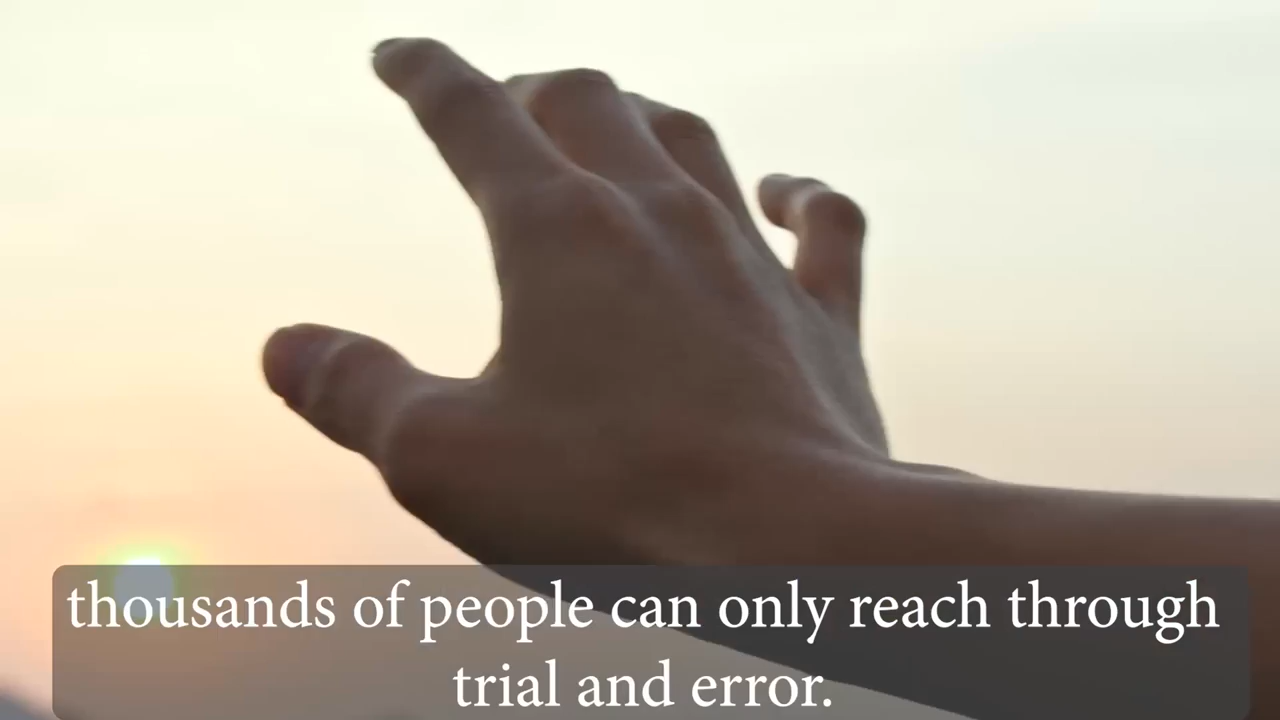 thousands of people can only reach through
trial and error.